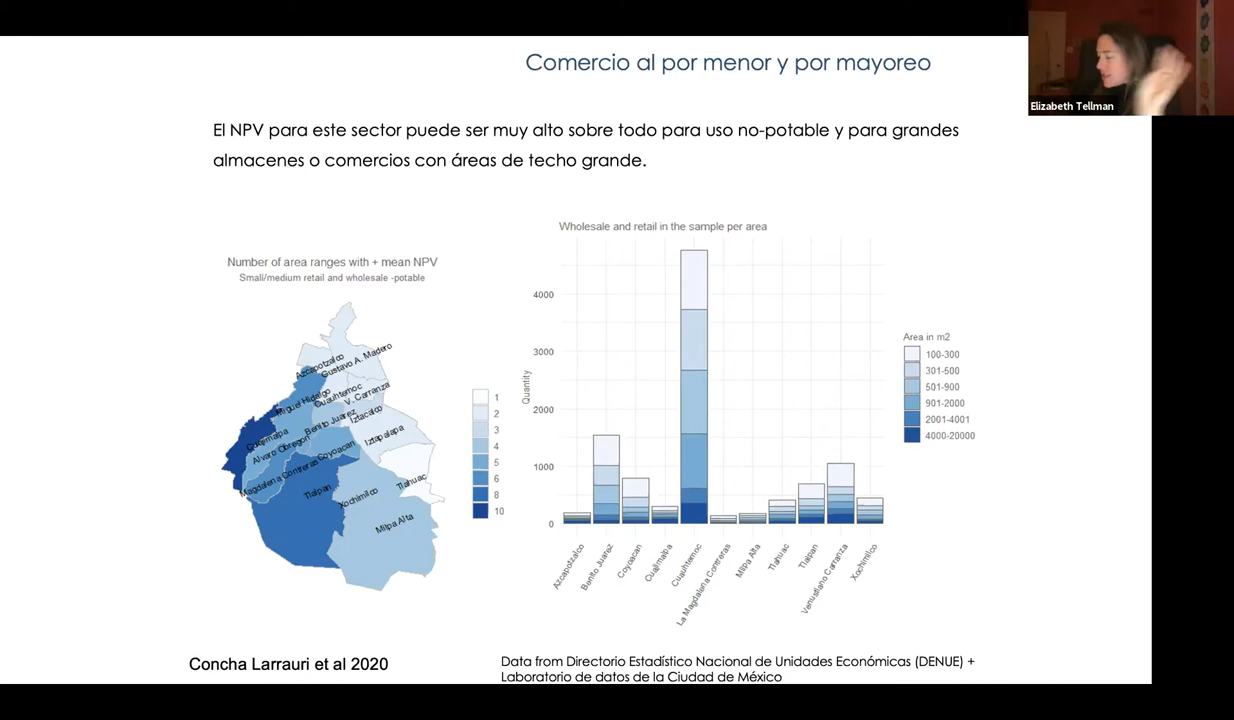 Comercio al por menor y por mayoreo
Elizabeth Tellman
El NPV para este sector puede ser muy alto sobre todo para uso no-potable y para grandes
almacenes o comercios con áreas de techo grande.
Number of area ranges with + mean NPV
Small/medium retail and wholesale -potable
Azcapotzalco
Gustavo A. Madero
Miguel Hidalgo
Cuauhtemoc
V. Carranza
Benito Juarez
Iztacalco
Cuajimalpa
Alvaro Obregon
Coyoacan
Iztapalapa
Magdalena Contreras
Tlalpan
Xochimilco
Tlahuac
Milpa Alta
1
2
3
4
5
6
8
10
Wholesale and retail in the sample per area
Quantity
4000
3000
2000
1000
0
Azcapotzalco
Benito Juarez
Coyoacan
Cuajimalpa
Cuauhtemoc
La Magdalena Contreras
Milpa Alta
Tlahuac
Tlalpan
Venustiano Carranza
Xochimilco
Area in m2
100-300
301-500
501-900
901-2000
2001-4001
4000-20000
Concha Larrauri et al 2020
Data from Directorio Estadístico Nacional de Unidades Económicas (DENUE) +
Laboratorio de datos de la Ciudad de México